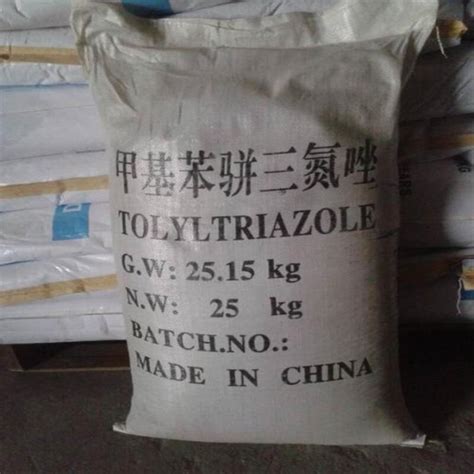 甲基苯骈三氮唑
TOLYLTRIAZOLE
G.W: 25.15 kg
N.W: 25 kg
BATCH.NO.:
MADE IN CHINA